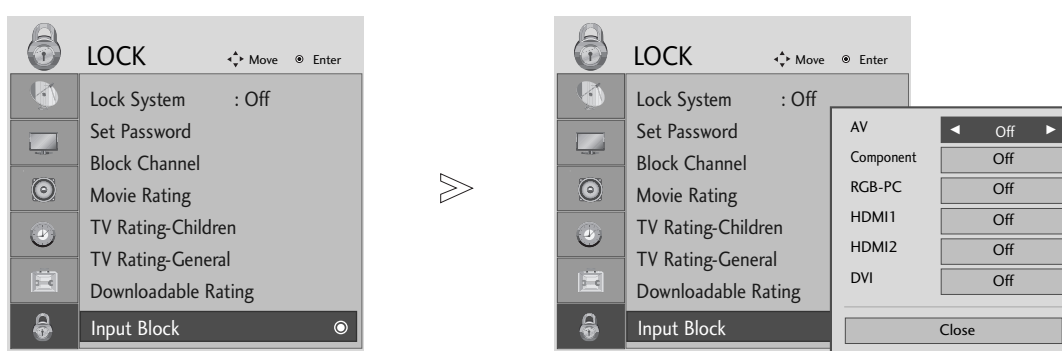 LOCK
Move Enter
Lock System : Off
Set Password
Block Channel
Movie Rating
TV Rating-Children
TV Rating-General
Downloadable Rating
Input Block
LOCK
Move Enter
Lock System : Off
Set Password
Block Channel
Movie Rating
TV Rating-Children
TV Rating-General
Downloadable Rating
Input Block
AV Off
Component Off
RGB-PC Off
HDMI1 Off
HDMI2 Off
DVI Off
Close